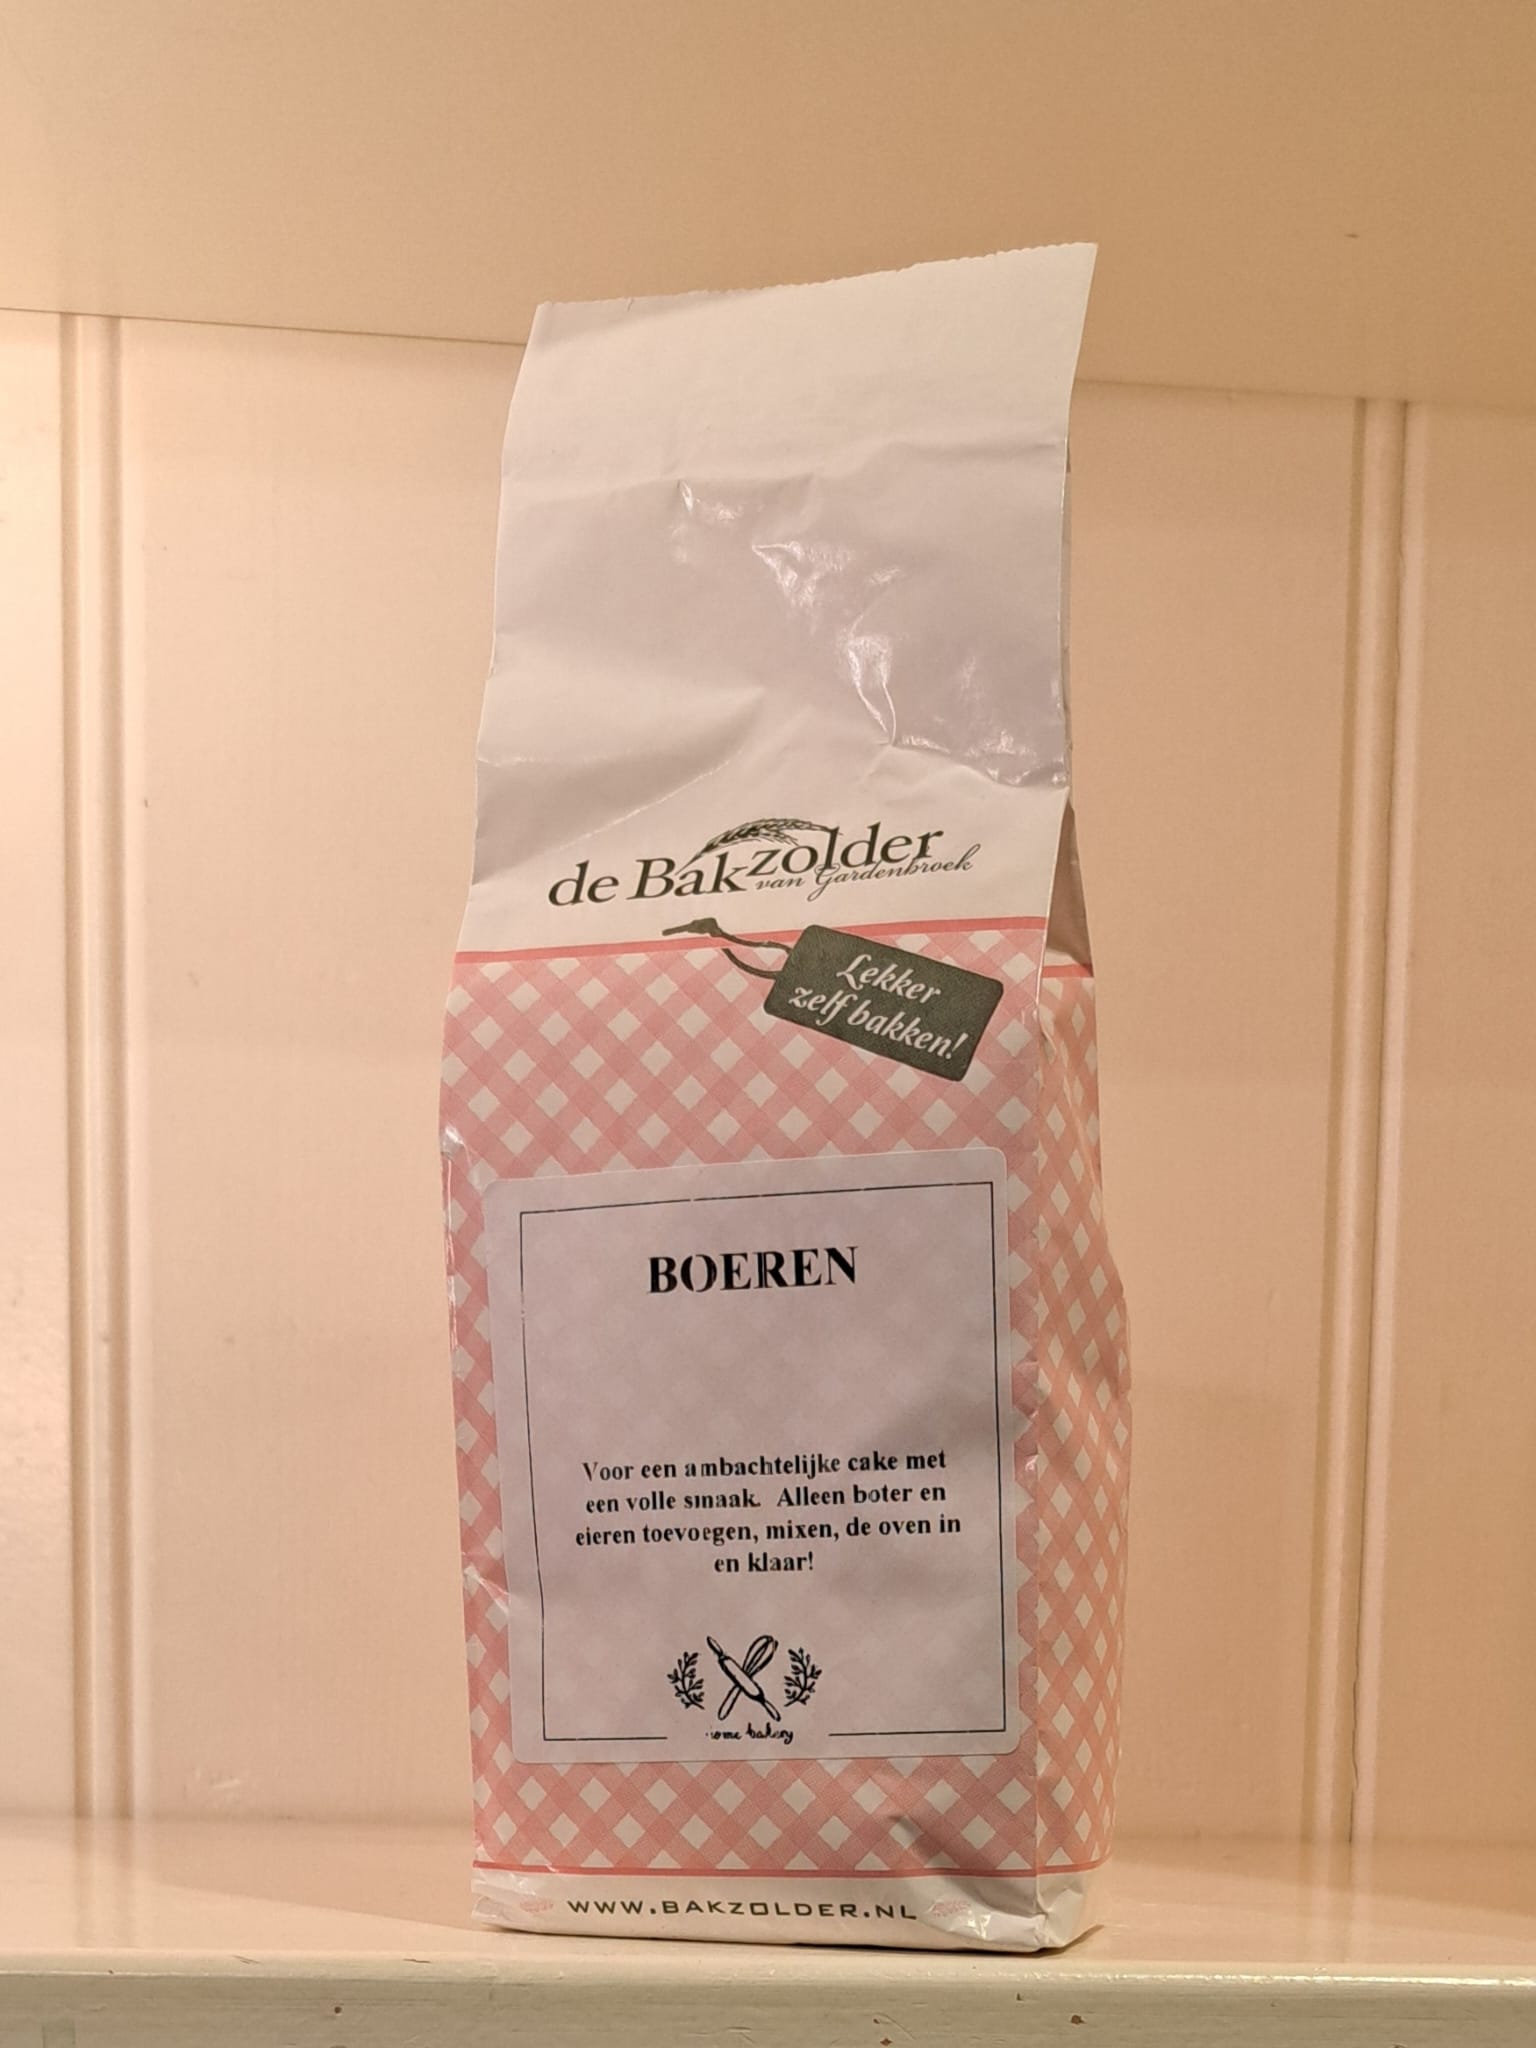 de Bakzolder
van Gardenbroek
Lekker
zelf bakken!
BOEREN
Voor een ambachtelijke cake met
een volle smaak. Alleen boter en
eieren toevoegen, mixen, de oven in
en klaar!
bakery
WWW.BAKZOLDER.NL